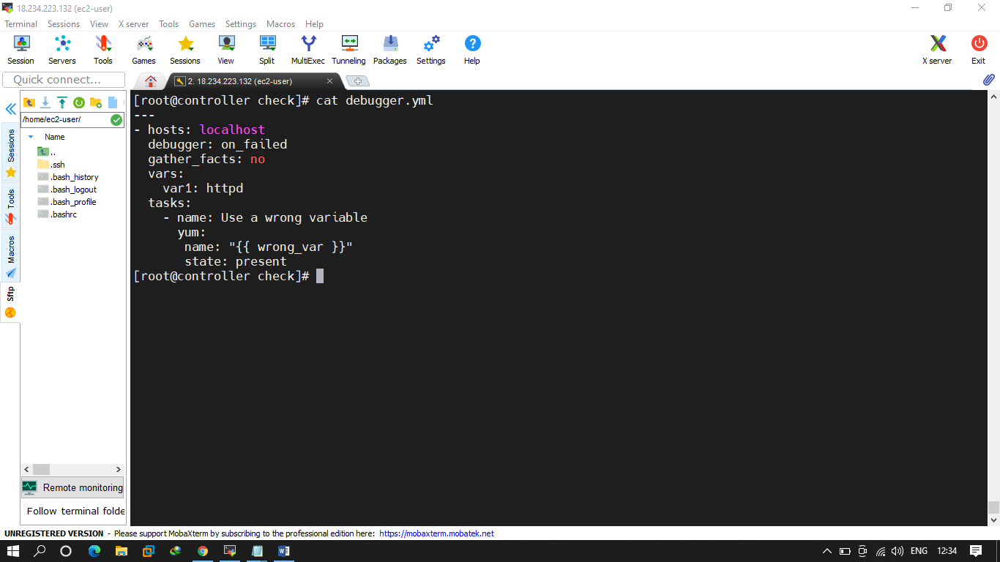 18.234.223.132 (ec2-user)
Terminal Sessions View X server Tools Games Settings Macros Help
Session Servers Tools Games Sessions View Split MultiExec Tunneling Packages Settings Help X server Exit
Quick connect...
2. 18.234.223.132 (ec2-user)
/home/ec2-user/
Name
..
.ssh
.bash_history
.bash_logout
.bash_profile
.bashrc
Sessions
Tools
Macros
Sftp
[root@controller check]# cat debugger.yml
---
- hosts: localhost
  debugger: on_failed
  gather_facts: no
  vars:
    var1: httpd
  tasks:
    - name: Use a wrong variable
      yum:
       name: "{{ wrong_var }}"
       state: present
[root@controller check]#
Remote monitoring
Follow terminal folde
UNREGISTERED VERSION - Please support MobaXterm by subscribing to the professional edition here: https://mobaxterm.mobatek.net
ENG 12:34